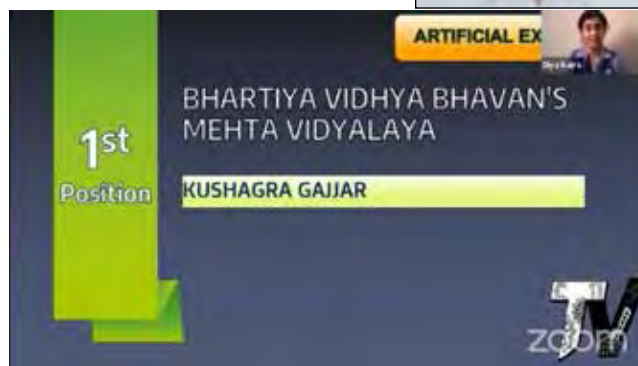 ARTIFICIAL EX
1st
Position
BHARTIYA VIDHYA BHAVAN'S
MEHTA VIDYALAYA
KUSHAGRA GAJJAR
zoom